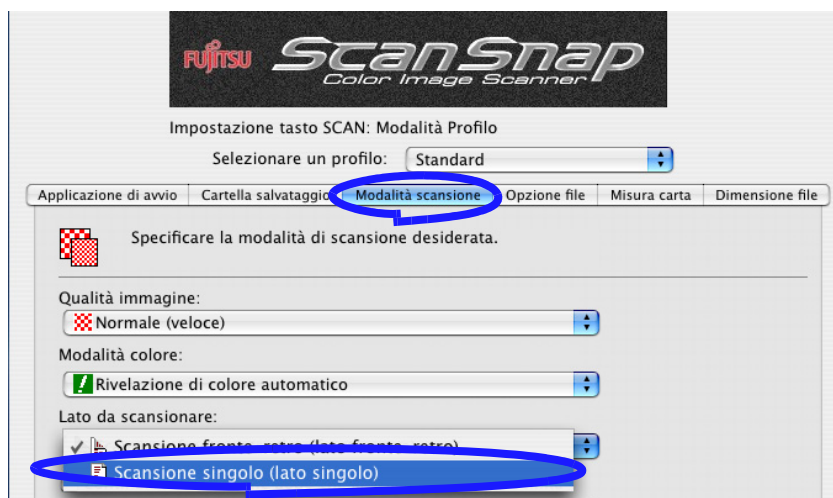 FUJITSU ScanSnap
Color Image Scanner
Impostazione tasto SCAN: Modalità Profilo
Selezionare un profilo: Standard
Applicazione di avvio Cartella salvataggio Modalità scansione Opzione file Misura carta Dimensione file
Specificare la modalità di scansione desiderata.
Qualità immagine:
Normale (veloce)
Modalità colore:
Rivelazione di colore automatico
Lato da scansionare:
Scansione fronte-retro (lato fronte-retro)
Scansione singolo (lato singolo)